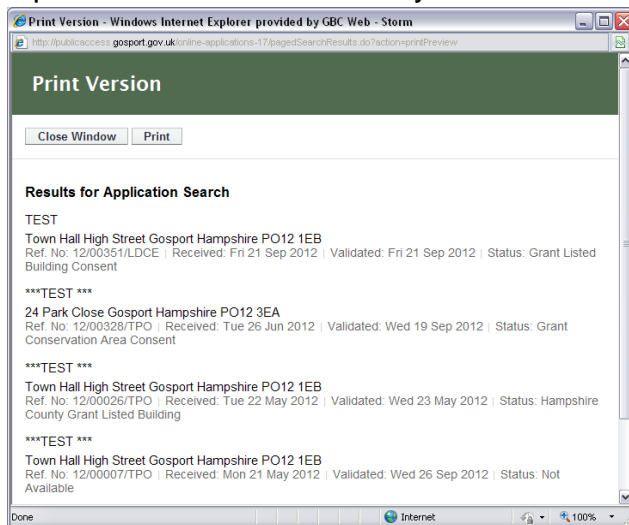 Print Version - Windows Internet Explorer provided by GBC Web - Storm
http://publicaccess.gosport.gov.uk/online-applications-17/pagedSearchResults.do?action=printPreview
Print Version
Close Window Print
Results for Application Search
TEST
Town Hall High Street Gosport Hampshire PO12 1EB
Ref. No: 12/00351/LDCE | Received: Fri 21 Sep 2012 | Validated: Fri 21 Sep 2012 | Status: Grant Listed
Building Consent
***TEST ***
24 Park Close Gosport Hampshire PO12 3EA
Ref. No: 12/00328/TPO | Received: Tue 26 Jun 2012 | Validated: Wed 19 Sep 2012 | Status: Grant
Conservation Area Consent
***TEST ***
Town Hall High Street Gosport Hampshire PO12 1EB
Ref. No: 12/00026/TPO | Received: Tue 22 May 2012 | Validated: Wed 23 May 2012 | Status: Hampshire
County Grant Listed Building
***TEST ***
Town Hall High Street Gosport Hampshire PO12 1EB
Ref. No: 12/00007/TPO | Received: Mon 21 May 2012 | Validated: Wed 26 Sep 2012 | Status: Not
Available
Done Internet 100%